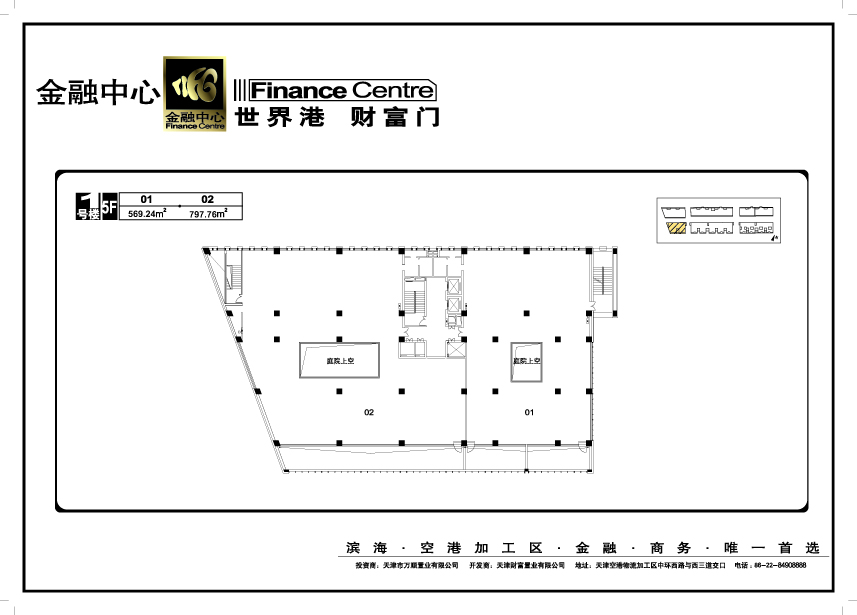 金融中心
金融中心
Finance Centre
Finance Centre
世界港 财富门
1号楼 5F
01 02
569.24m² 797.76m²
庭院上空 庭院上空
02 01
滨海·空港加工区·金融·商务·唯一首选
投资商：天津市万顺置业有限公司 开发商：天津财富置业有限公司 地址：天津空港物流加工区中环西路与西三道交口 电话：86-22-84908888